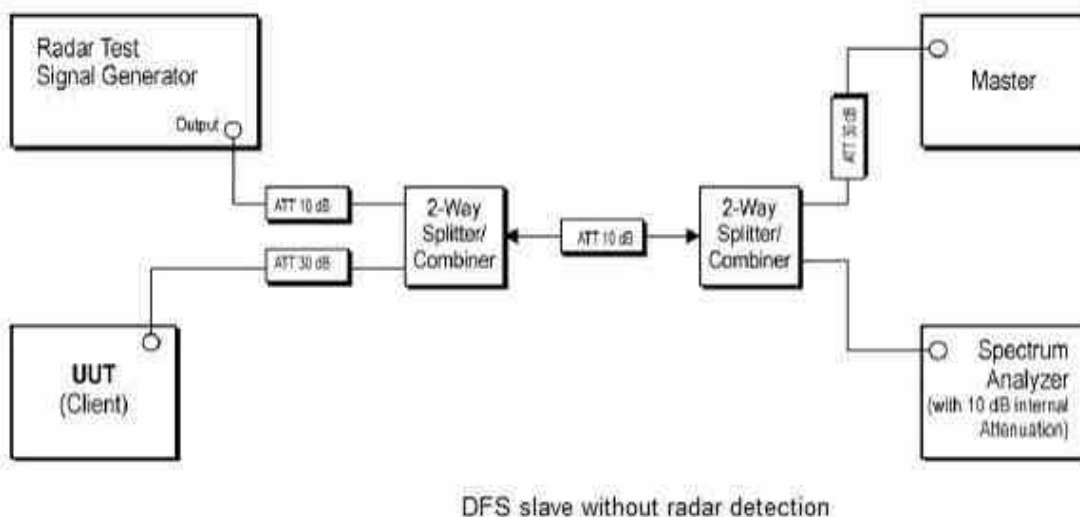 Radar Test
Signal Generator
Output
ATT 10 dB
ATT 30 dB
UUT
(Client)
2-Way
Splitter/
Combiner
ATT 10 dB
2-Way
Splitter/
Combiner
ATT 30 dB
Master
Spectrum
Analyzer
(with 10 dB internal
Attenuation)
DFS slave without radar detection